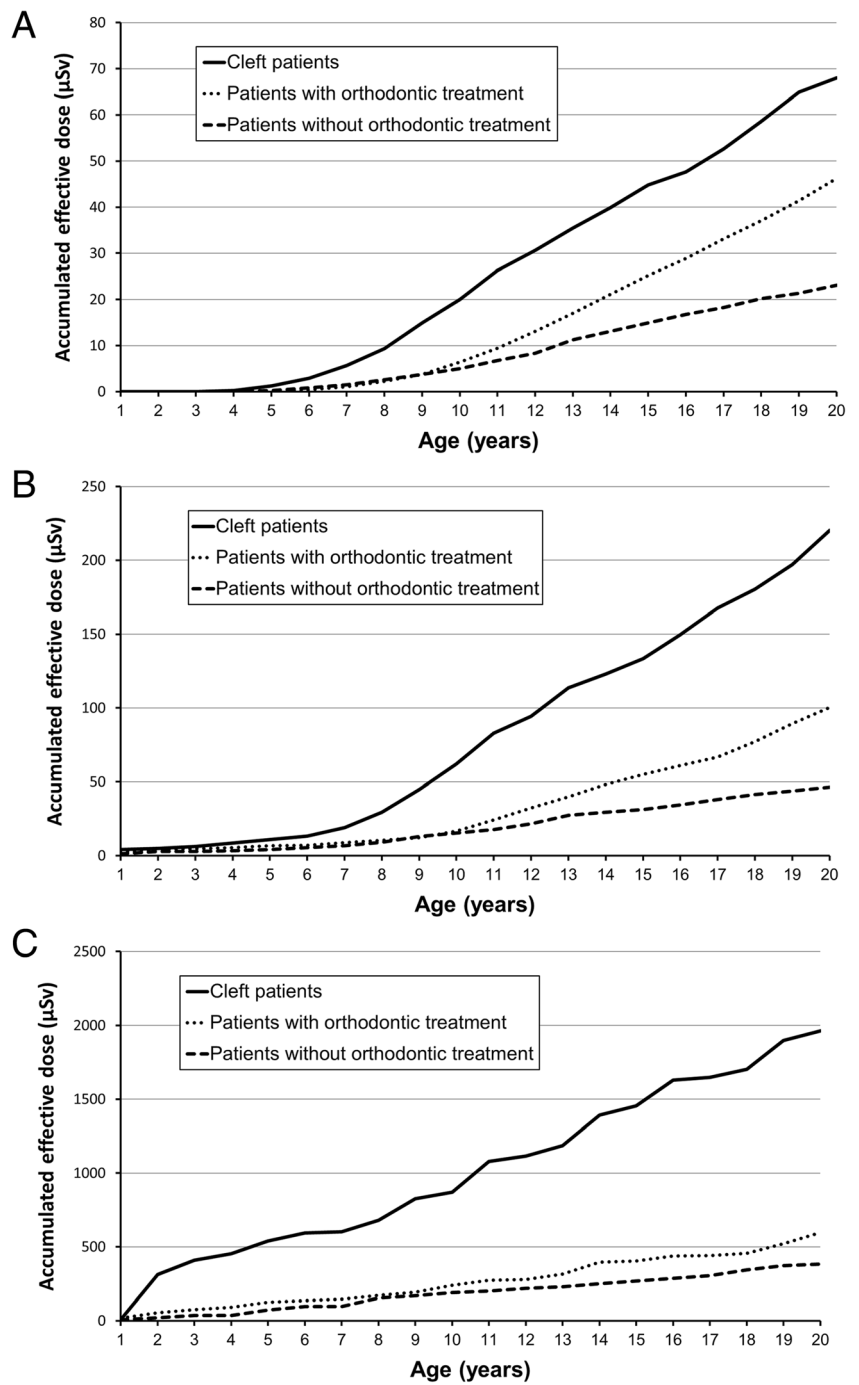 A
80
70
60
50
40
30
20
10
0
Accumulated effective dose (µSv)
Cleft patients
Patients with orthodontic treatment
Patients without orthodontic treatment
1 2 3 4 5 6 7 8 9 10 11 12 13 14 15 16 17 18 19 20
Age (years)
B
250
200
150
100
50
0
Accumulated effective dose (µSv)
Cleft patients
Patients with orthodontic treatment
Patients without orthodontic treatment
1 2 3 4 5 6 7 8 9 10 11 12 13 14 15 16 17 18 19 20
Age (years)
C
2500
2000
1500
1000
500
0
Accumulated effective dose (µSv)
Cleft patients
Patients with orthodontic treatment
Patients without orthodontic treatment
1 2 3 4 5 6 7 8 9 10 11 12 13 14 15 16 17 18 19 20
Age (years)